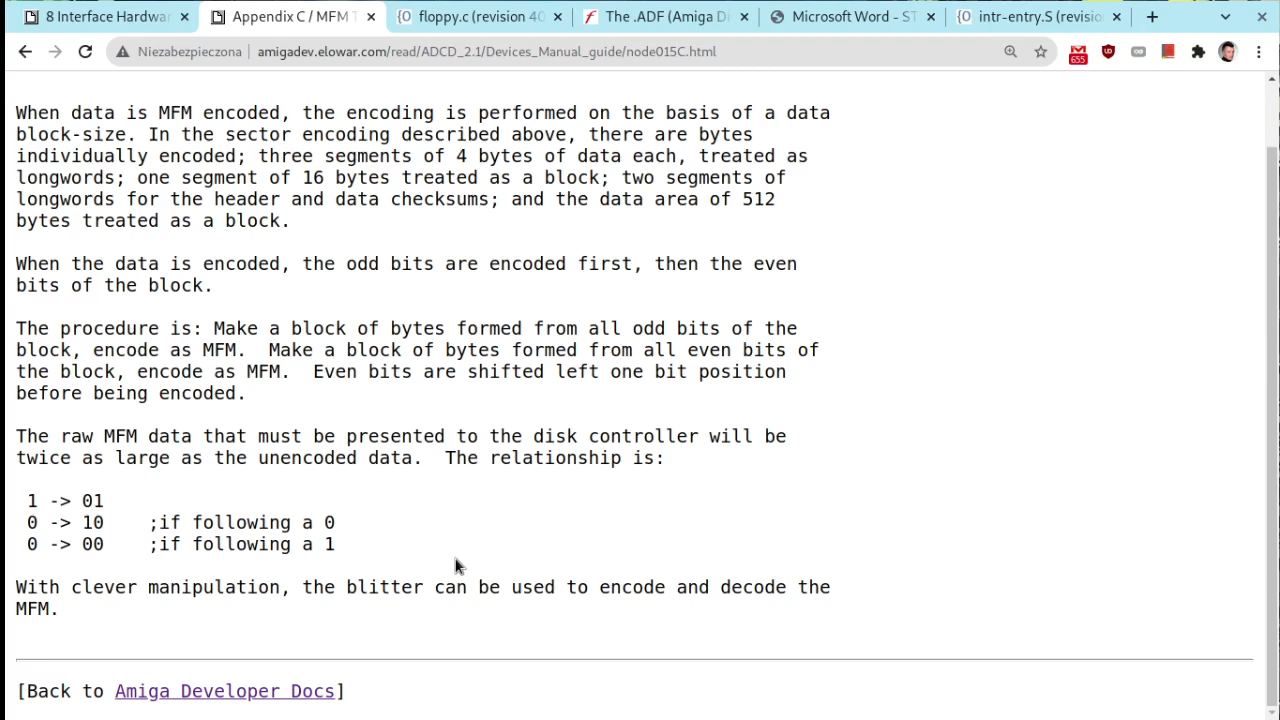 8 Interface Hardwar
Appendix C / MFM T
floppy.c (revision 40
The .ADF (Amiga Di
Microsoft Word - ST
intr-entry.S (revisio
Niezabezpieczona
amigadev.elowar.com/read/ADCD_2.1/Devices_Manual_guide/node015C.html
655
When data is MFM encoded, the encoding is performed on the basis of a data
block-size. In the sector encoding described above, there are bytes
individually encoded; three segments of 4 bytes of data each, treated as
longwords; one segment of 16 bytes treated as a block; two segments of
longwords for the header and data checksums; and the data area of 512
bytes treated as a block.
When the data is encoded, the odd bits are encoded first, then the even
bits of the block.
The procedure is: Make a block of bytes formed from all odd bits of the
block, encode as MFM.  Make a block of bytes formed from all even bits of
the block, encode as MFM.  Even bits are shifted left one bit position
before being encoded.
The raw MFM data that must be presented to the disk controller will be
twice as large as the unencoded data.  The relationship is:
1 -> 01
0 -> 10    ;if following a 0
0 -> 00    ;if following a 1
With clever manipulation, the blitter can be used to encode and decode the
MFM.
[Back to Amiga Developer Docs]